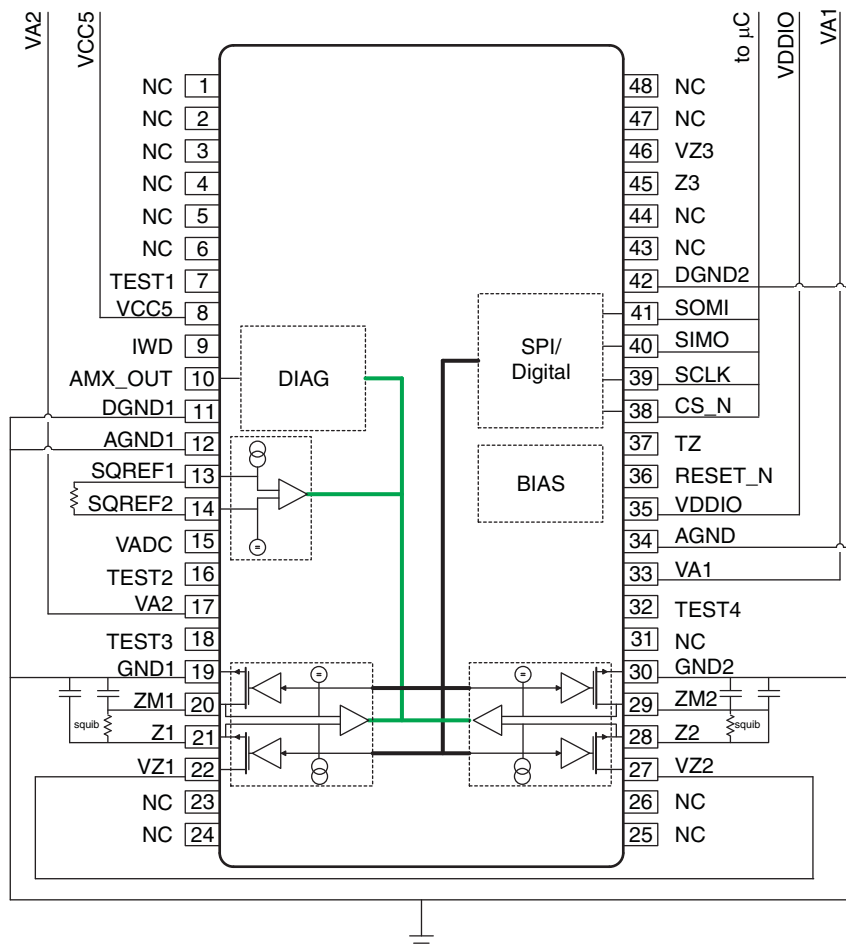 VA2
VCC5
to µC
VDDIO
VA1
NC 1
NC 2
NC 3
NC 4
NC 5
NC 6
TEST1 7
VCC5 8
IWD 9
AMX_OUT 10
DGND1 11
AGND1 12
SQREF1 13
SQREF2 14
VADC 15
TEST2 16
VA2 17
TEST3 18
GND1 19
ZM1 20
squib
Z1 21
VZ1 22
NC 23
NC 24
DIAG
=
SPI/
Digital
BIAS
=
=
48 NC
47 NC
46 VZ3
45 Z3
44 NC
43 NC
42 DGND2
41 SOMI
40 SIMO
39 SCLK
38 CS_N
37 TZ
36 RESET_N
35 VDDIO
34 AGND
33 VA1
32 TEST4
31 NC
30 GND2
29 ZM2
squib
28 Z2
27 VZ2
26 NC
25 NC